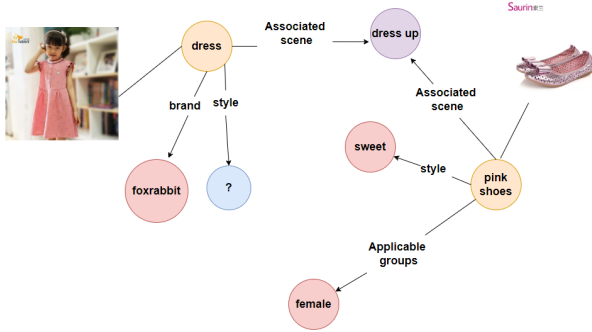 Saurin
dress
Associated
scene
dress up
brand
style
Associated
scene
foxrabbit
?
sweet
style
pink
shoes
Applicable
groups
female